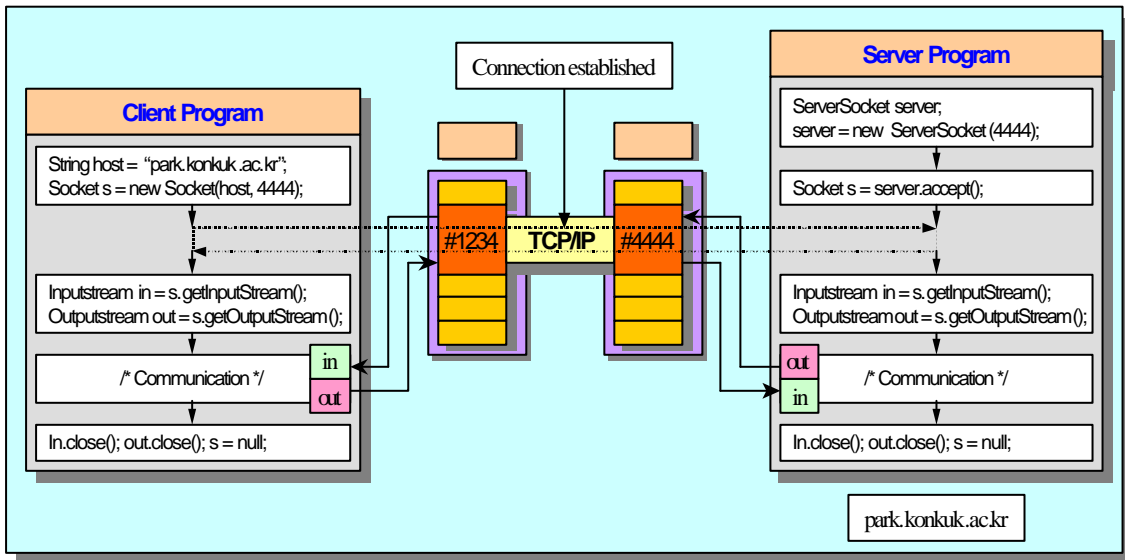 Connection established
Client Program
String host = “park.konkuk.ac.kr”;
Socket s = new Socket(host, 4444);
Inputstream in = s.getInputStream();
Outputstream out = s.getOutputStream();
/* Communication */
in
out
In.close(); out.close(); s = null;
#1234
TCP/IP
#4444
Server Program
ServerSocket server;
server = new ServerSocket (4444);
Socket s = server.accept();
Inputstream in = s.getInputStream();
Outputstream out = s.getOutputStream();
out
in
/* Communication */
In.close(); out.close(); s = null;
park.konkuk.ac.kr